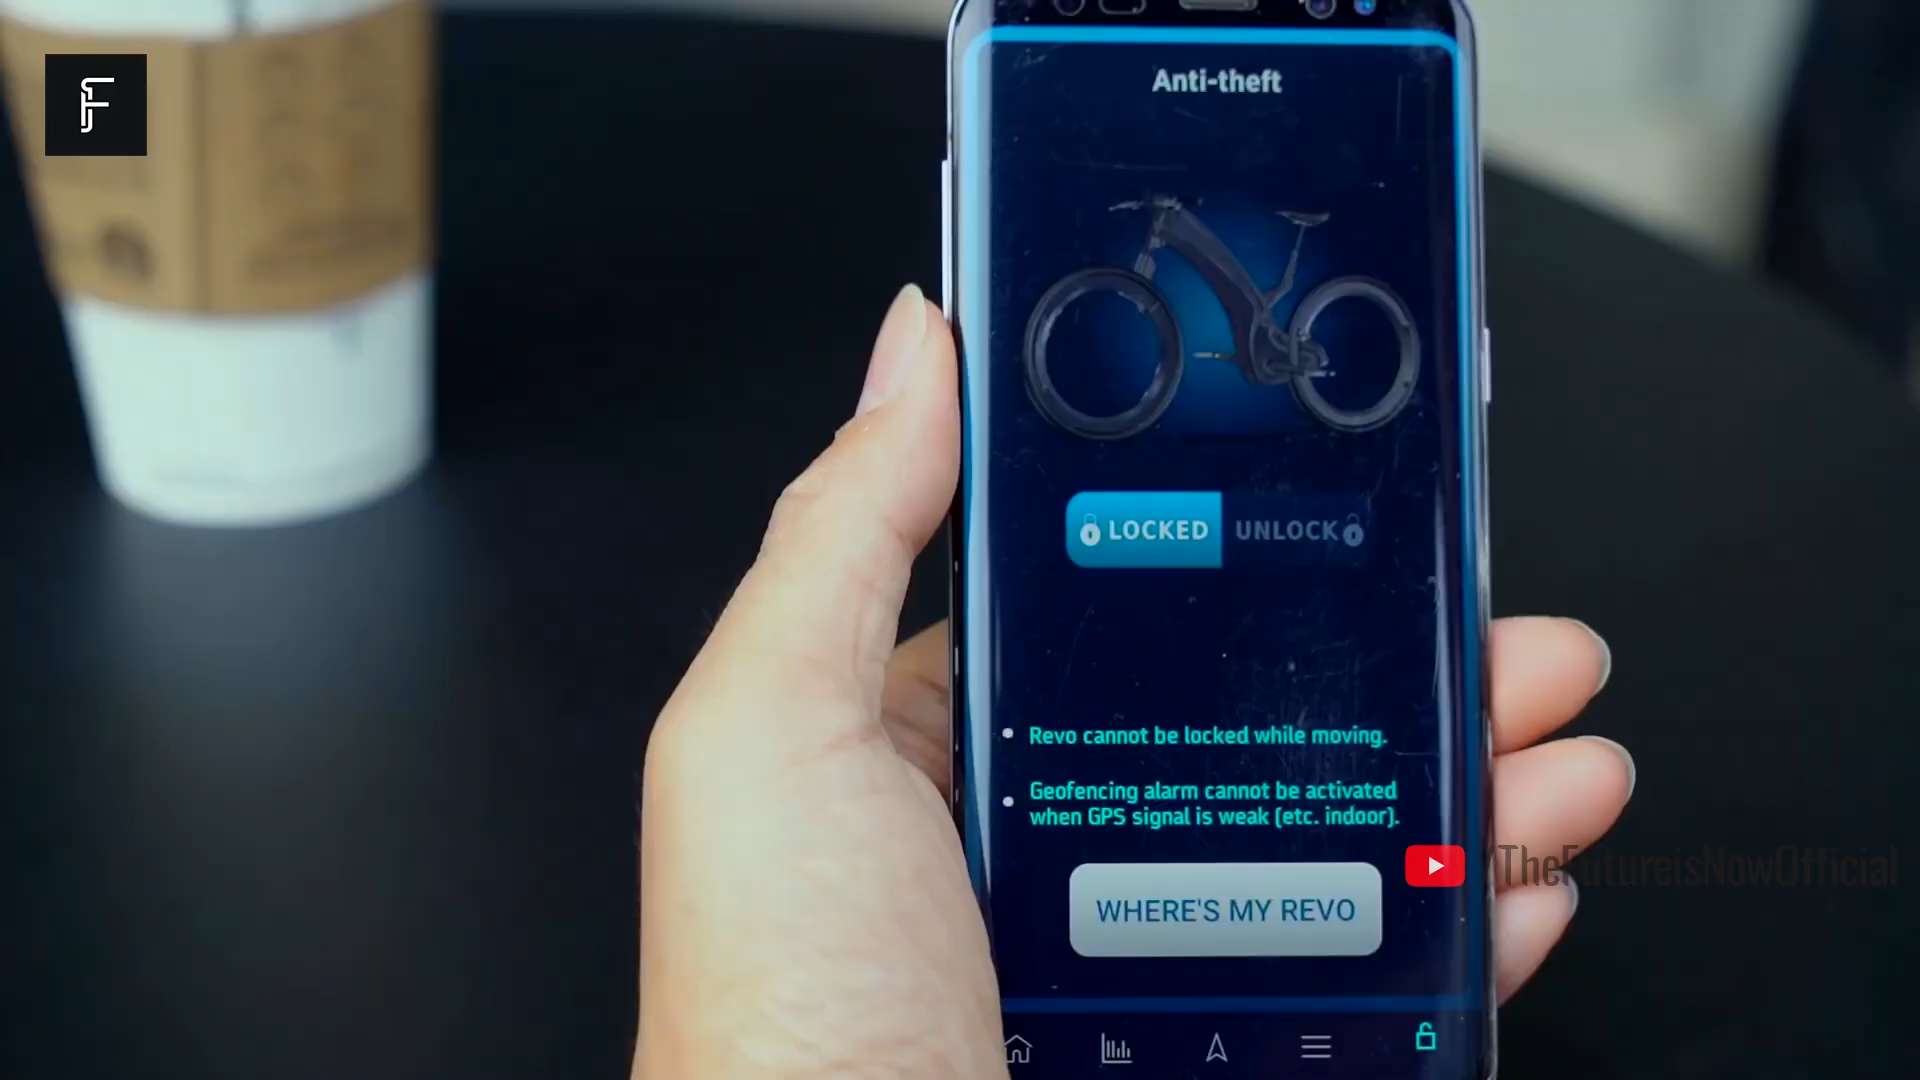 Anti-theft
LOCKED UNLOCK
Revo cannot be locked while moving.
Geofencing alarm cannot be activated
when GPS signal is weak (etc. indoor).
/TheFutureisNowOfficial
WHERE'S MY REVO